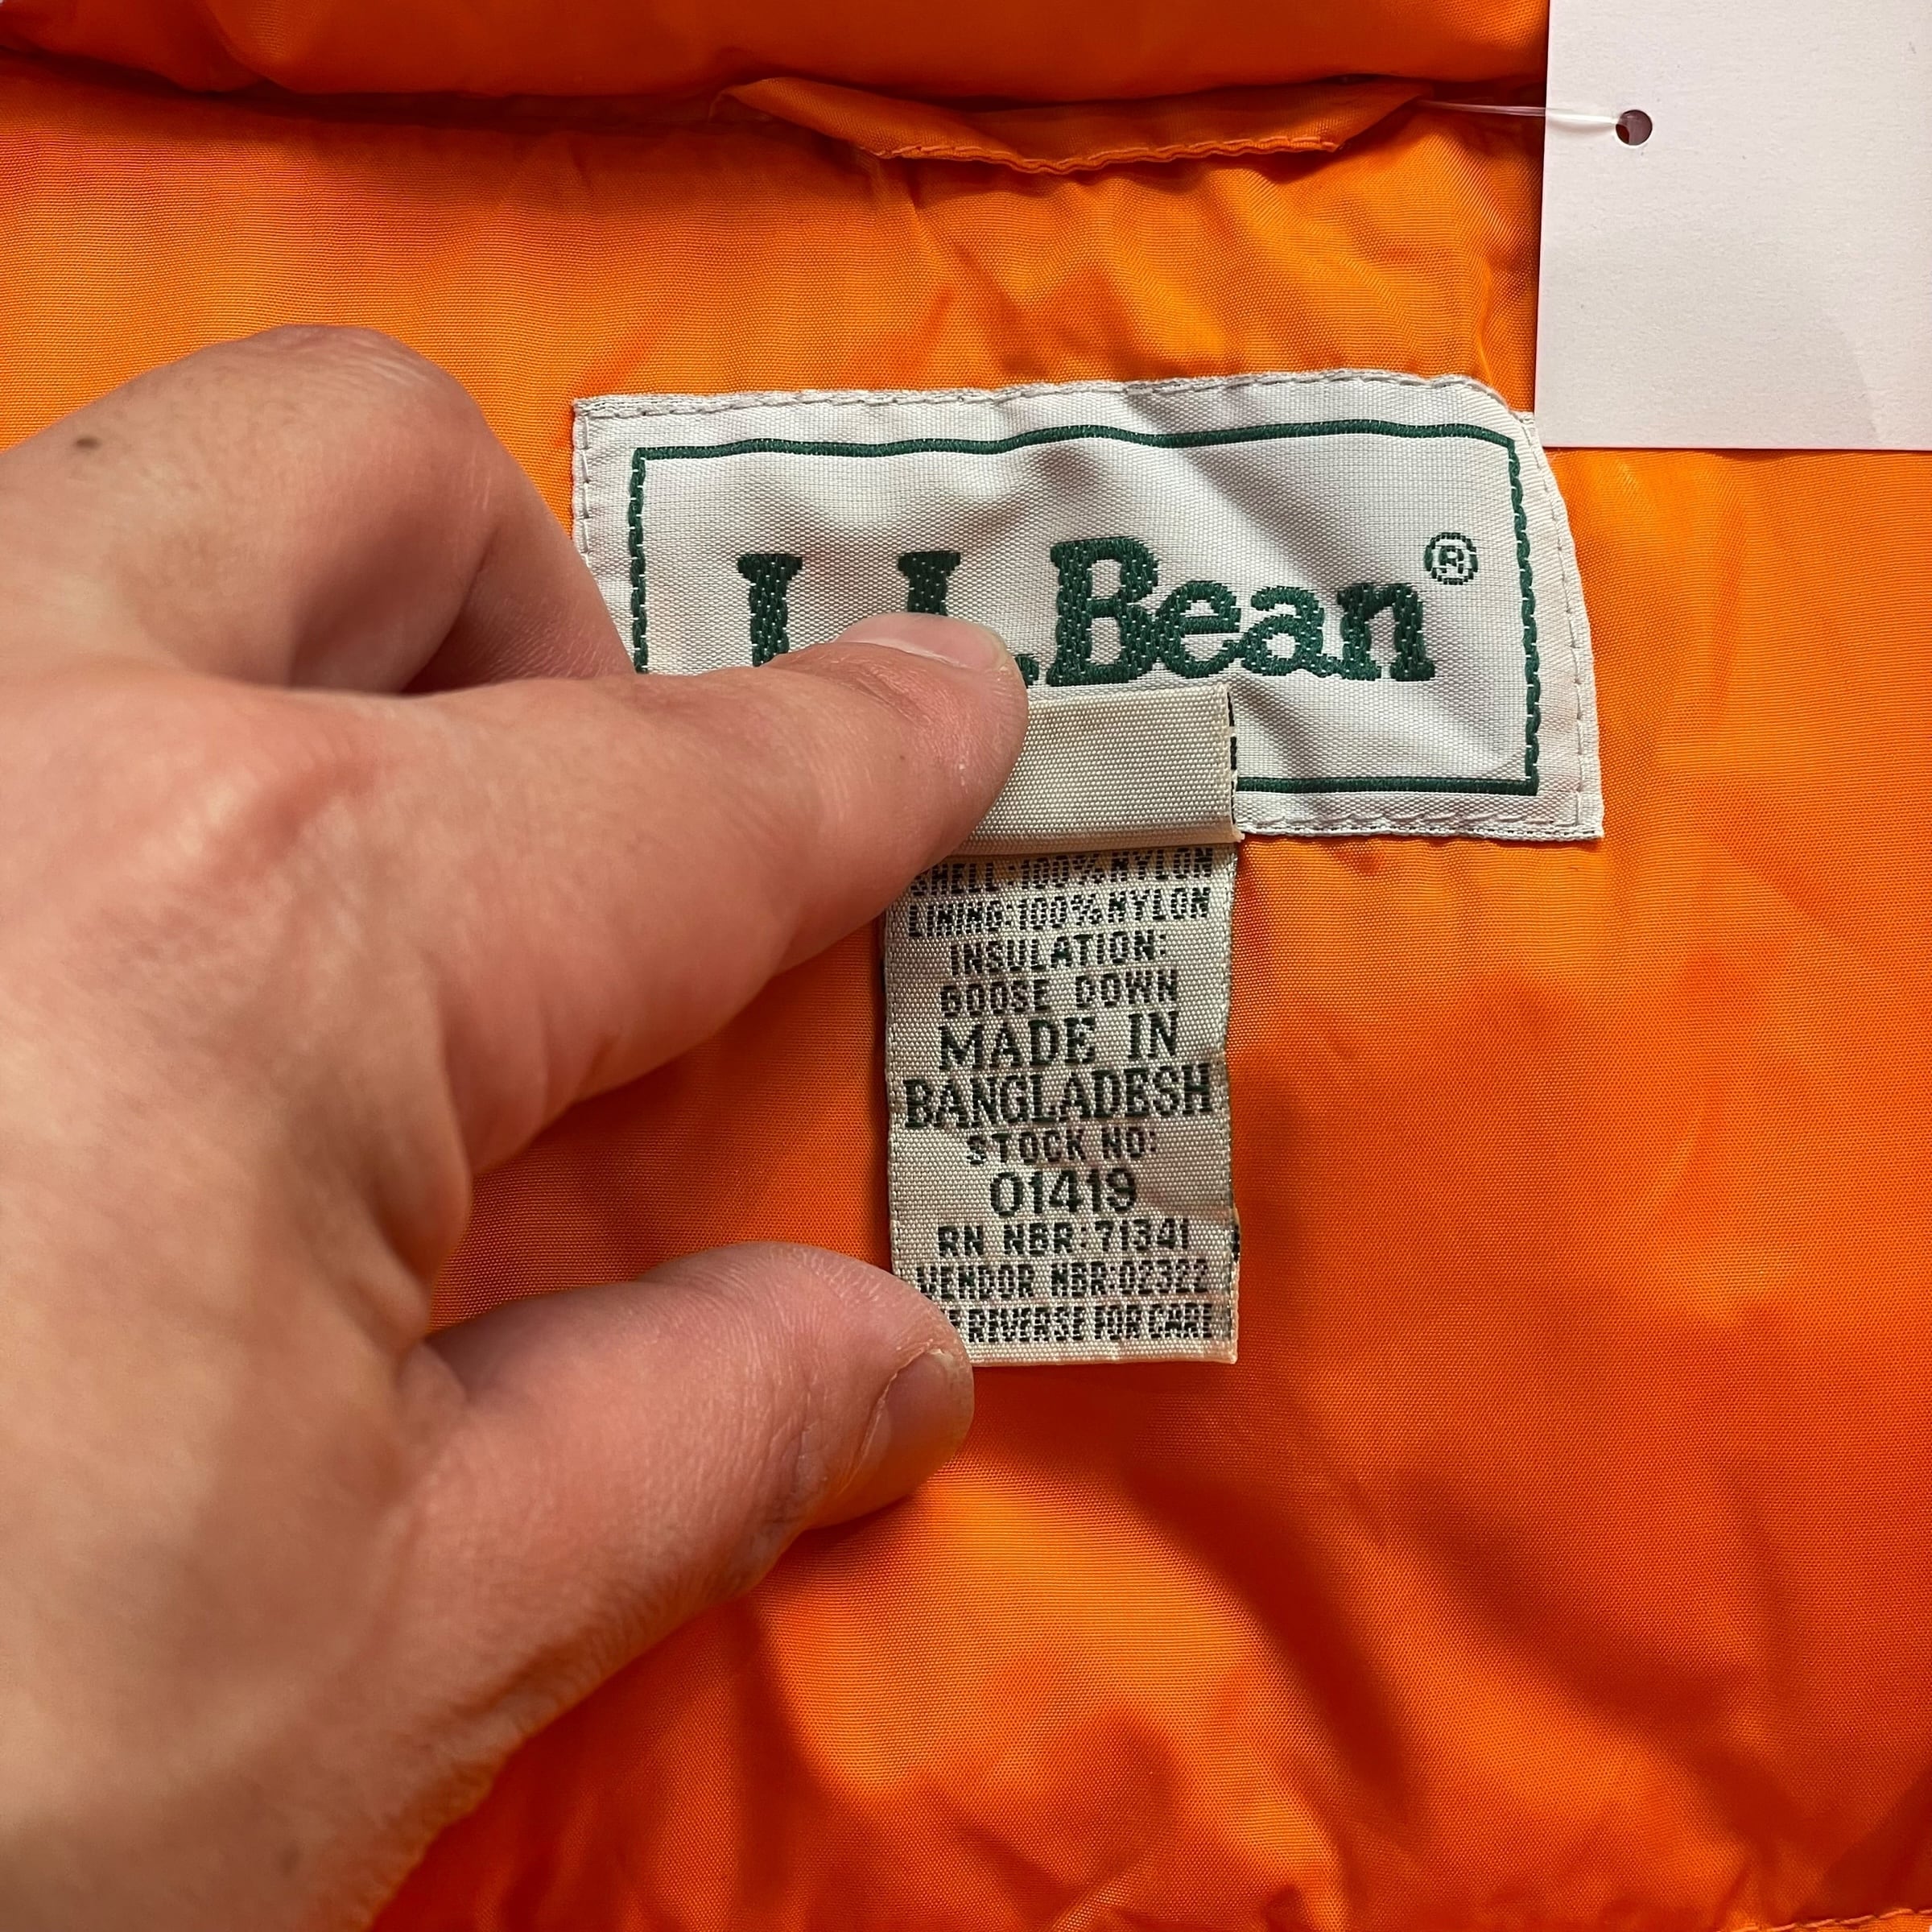 L.L.Bean®
SHELL:100% NYLON
LINING:100% NYLON
INSULATION:
GOOSE DOWN
MADE IN
BANGLADESH
STOCK NO:
01419
RN NBR:71341
VENDOR NBR:02322
REVERSE FOR CARE